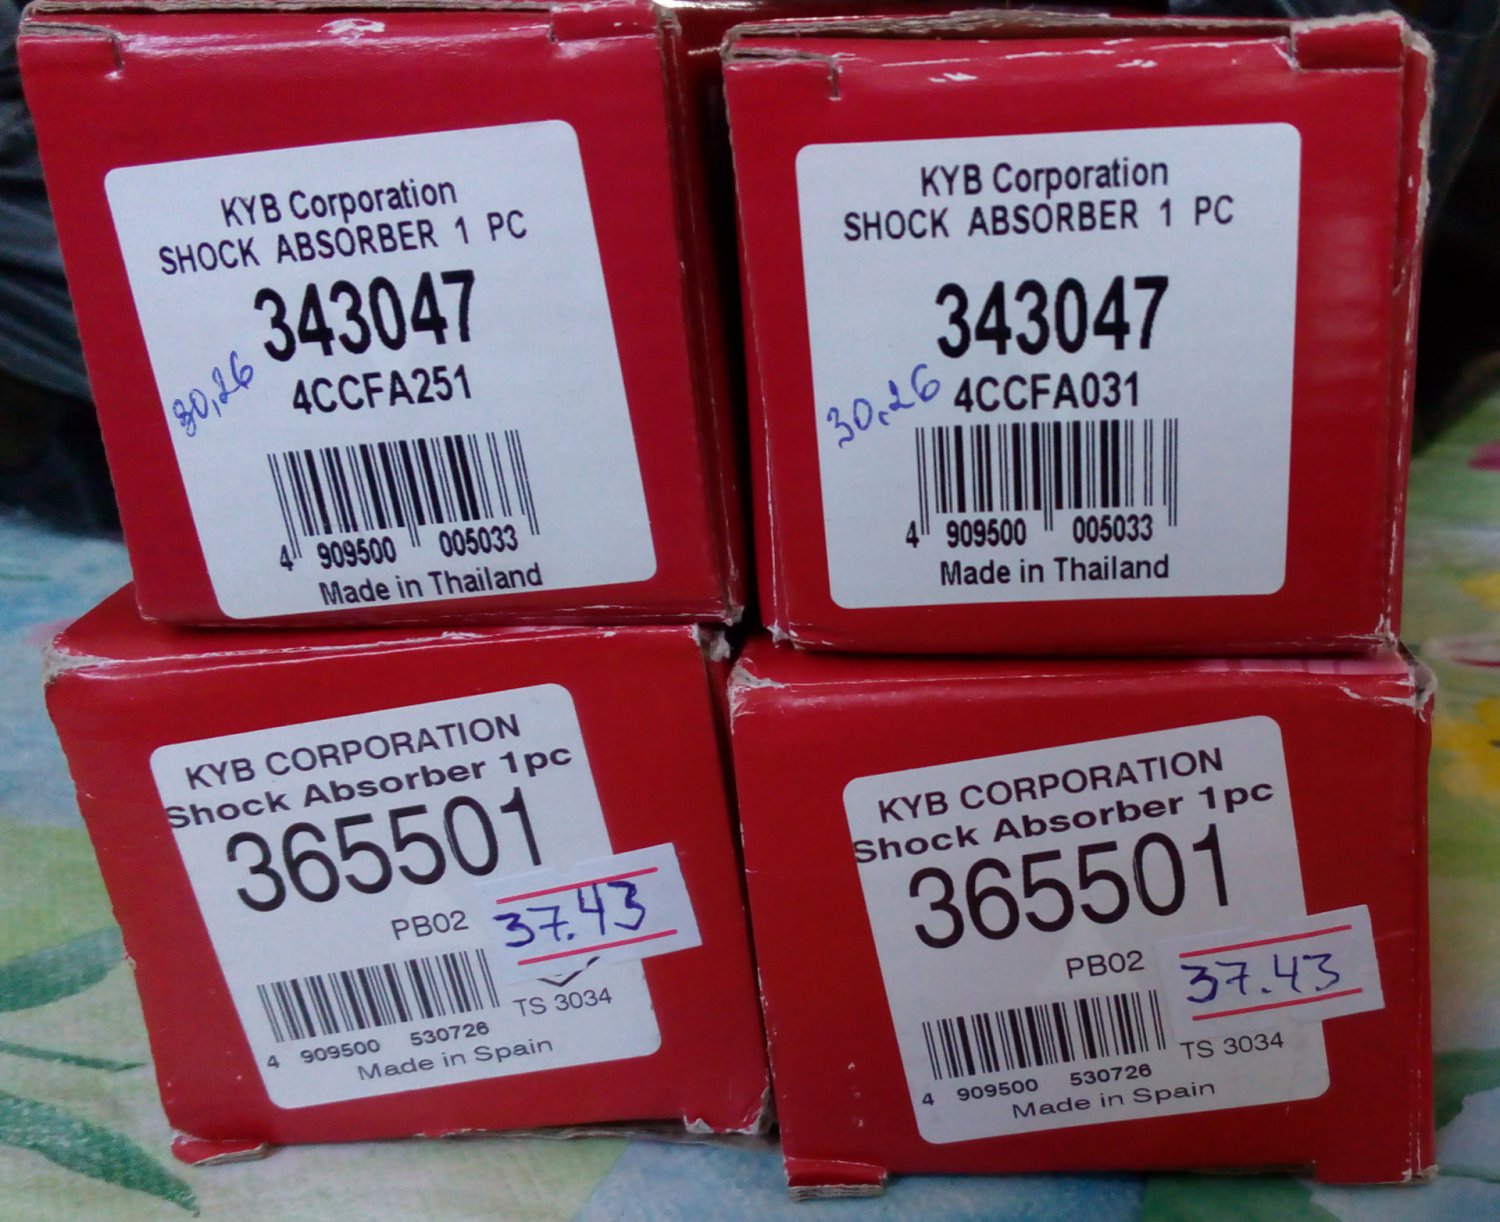 KYB Corporation
SHOCK ABSORBER 1 PC
343047
30,26
4CCFA251
4 909500 005033
Made in Thailand
KYB Corporation
SHOCK ABSORBER 1 PC
343047
30,26
4CCFA031
4 909500 005033
Made in Thailand
KYB CORPORATION
Shock Absorber 1pc
365501
PB02
37.43
TS 3034
4 909500 530726
Made in Spain
KYB CORPORATION
Shock Absorber 1pc
365501
PB02
37.43
TS 3034
4 909500 530726
Made in Spain